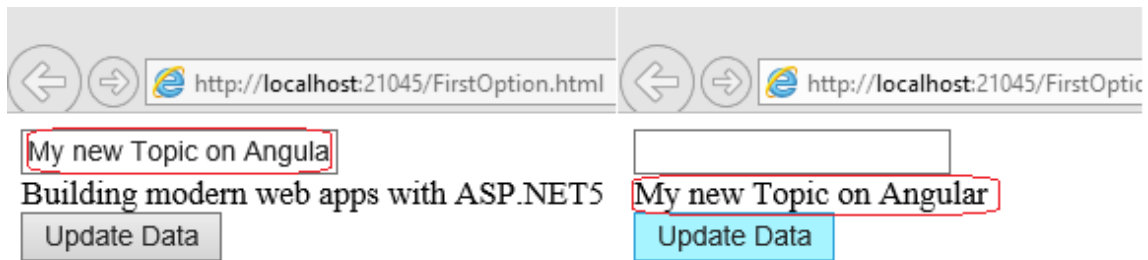 http://localhost:21045/FirstOption.html
My new Topic on Angula
Building modern web apps with ASP.NET5
Update Data
http://localhost:21045/FirstOptic
My new Topic on Angular
Update Data